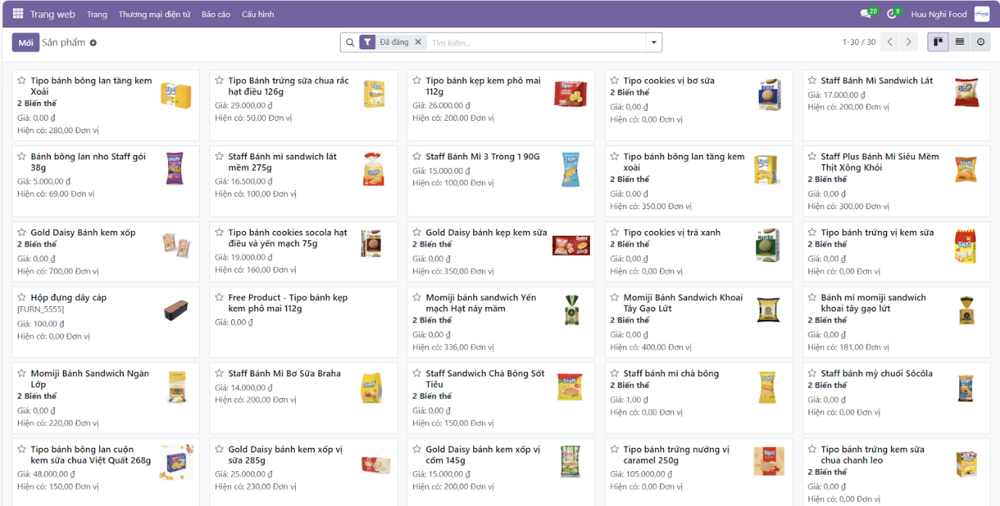 Trang web Trang Thương mại điện tử Báo cáo Cấu hình 20 9 Huu Nghi Food
Mới Sản phẩm Đã đăng Tìm kiếm... 1-30 / 30
Tipo bánh bông lan tầng kem
Xoài
2 Biến thể
Giá: 0,00 ₫
Hiện có: 280,00 Đơn vị
Tipo Bánh trứng sữa chua rắc
hạt điều 126g
Giá: 29.000,00 ₫
Hiện có: 50,00 Đơn vị
Tipo bánh kẹp kem phô mai
112g
Giá: 26.000,00 ₫
Hiện có: 200,00 Đơn vị
Tipo cookies vị bơ sữa
2 Biến thể
Giá: 0,00 ₫
Hiện có: 0,00 Đơn vị
Staff Bánh Mì Sandwich Lát
Giá: 17.000,00 ₫
Hiện có: 200,00 Đơn vị
Bánh bông lan nho Staff gói
38g
Giá: 5.000,00 ₫
Hiện có: 69,00 Đơn vị
Staff Bánh mì sandwich lát
mềm 275g
Giá: 16.500,00 ₫
Hiện có: 100,00 Đơn vị
Staff Bánh Mì 3 Trong 1 90G
Giá: 15.000,00 ₫
Hiện có: 100,00 Đơn vị
Tipo bánh bông lan tầng kem
xoài
2 Biến thể
Giá: 0,00 ₫
Hiện có: 350,00 Đơn vị
Staff Plus Bánh Mì Siêu Mềm
Thịt Xông Khói
2 Biến thể
Giá: 0,00 ₫
Hiện có: 300,00 Đơn vị
Gold Daisy Bánh kem xốp
2 Biến thể
Giá: 0,00 ₫
Hiện có: 700,00 Đơn vị
Tipo bánh cookies socola hạt
điều và yến mạch 75g
Giá: 19.000,00 ₫
Hiện có: 160,00 Đơn vị
Gold Daisy bánh kẹp kem sữa
2 Biến thể
Giá: 0,00 ₫
Hiện có: 350,00 Đơn vị
Tipo cookies vị trà xanh
2 Biến thể
Giá: 0,00 ₫
Hiện có: 0,00 Đơn vị
Tipo bánh trứng vị kem sữa
2 Biến thể
Giá: 0,00 ₫
Hiện có: 0,00 Đơn vị
Hộp đựng dây cáp
[FURN_5555]
Giá: 100,00 ₫
Hiện có: 0,00 Đơn vị
Free Product - Tipo bánh kẹp
kem phô mai 112g
Giá: 0,00 ₫
Momiji bánh sandwich Yến
mạch Hạt nảy mầm
2 Biến thể
Giá: 0,00 ₫
Hiện có: 336,00 Đơn vị
Momiji Bánh Sandwich Khoai
Tây Gạo Lứt
2 Biến thể
Giá: 0,00 ₫
Hiện có: 400,00 Đơn vị
Bánh mì momiji sandwich
khoai tây gạo lứt
2 Biến thể
Giá: 0,00 ₫
Hiện có: 181,00 Đơn vị
Momiji Bánh Sandwich Ngàn
Lớp
2 Biến thể
Giá: 0,00 ₫
Hiện có: 220,00 Đơn vị
Staff Bánh Mì Bơ Sữa Braha
Giá: 14.000,00 ₫
Hiện có: 200,00 Đơn vị
Staff Sandwich Chà Bông Sốt
Tiêu
2 Biến thể
Giá: 0,00 ₫
Hiện có: 150,00 Đơn vị
Staff bánh mì chà bông
2 Biến thể
Giá: 1,00 ₫
Hiện có: 0,00 Đơn vị
Staff bánh mỳ chuối Sôcôla
2 Biến thể
Giá: 0,00 ₫
Hiện có: 0,00 Đơn vị
Tipo bánh bông lan cuộn
kem sữa chua Việt Quất 268g
Giá: 48.000,00 ₫
Hiện có: 150,00 Đơn vị
Gold Daisy bánh kem xốp vị
sữa 285g
Giá: 25.000,00 ₫
Hiện có: 230,00 Đơn vị
Gold Daisy bánh kem xốp vị
cốm 145g
Giá: 15.000,00 ₫
Hiện có: 200,00 Đơn vị
Tipo bánh trứng nướng vị
caramel 250g
Giá: 105.000,00 ₫
Hiện có: 0,00 Đơn vị
Tipo bánh trứng kem sữa
chua chanh leo
2 Biến thể
Giá: 0,00 ₫
Hiện có: 0,00 Đơn vị